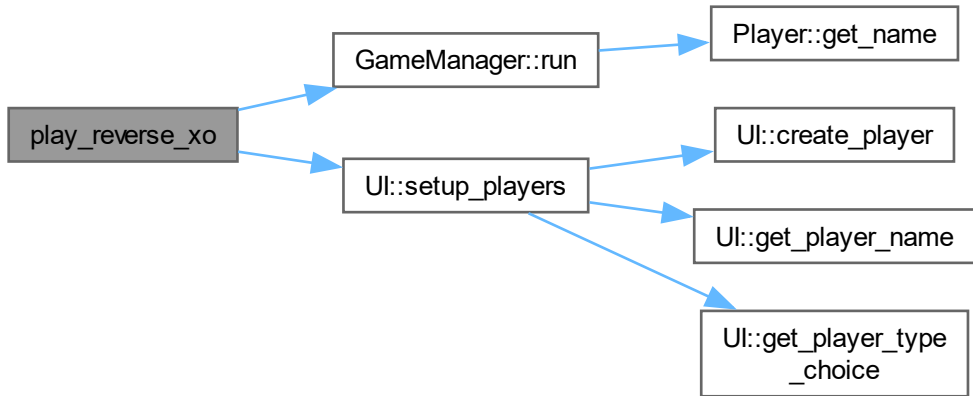 Player::get_name
GameManager::run
play_reverse_xo
UI::create_player
UI::setup_players
UI::get_player_name
UI::get_player_type
_choice